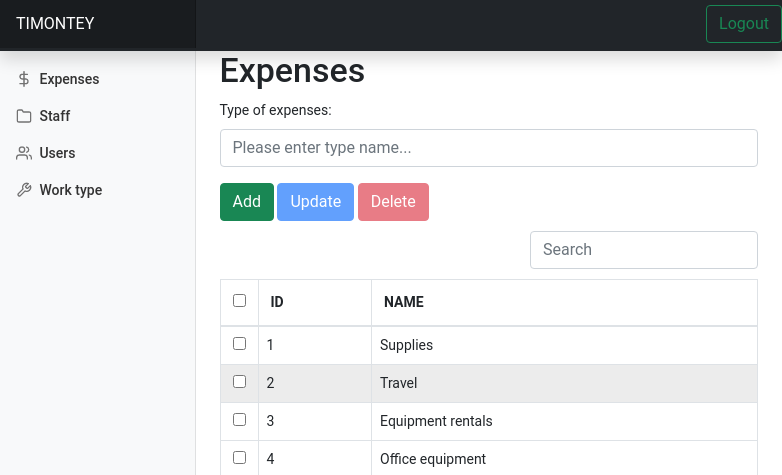 TIMONTEY
Logout
Expenses
Staff
Users
Work type
Expenses
Type of expenses:
Please enter type name...
Add Update Delete
Search
ID NAME
1 Supplies
2 Travel
3 Equipment rentals
4 Office equipment